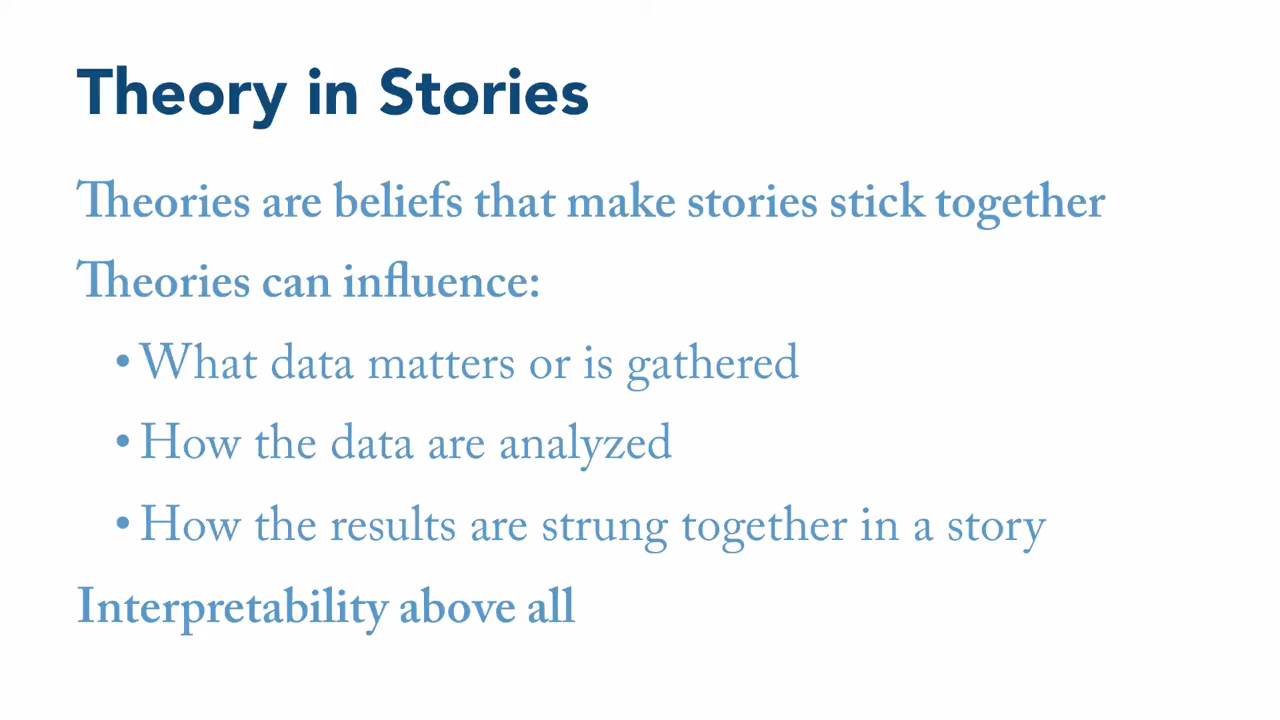 Theory in Stories
Theories are beliefs that make stories stick together
Theories can influence:
• What data matters or is gathered
• How the data are analyzed
• How the results are strung together in a story
Interpretability above all